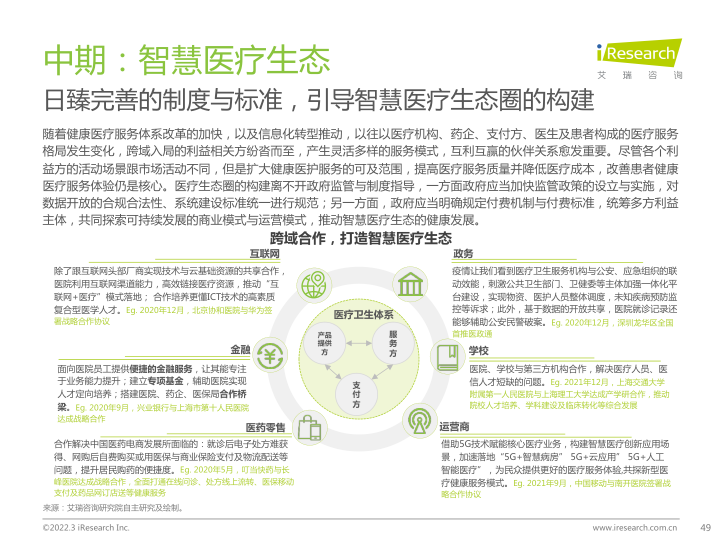 中期：智慧医疗生态
iResearch
艾 瑞 咨 询
日臻完善的制度与标准，引导智慧医疗生态圈的构建
随着健康医疗服务体系改革的加快，以及信息化转型推动，以往以医疗机构、药企、支付方、医生及患者构成的医疗服务
格局发生变化，跨域入局的利益相关方纷沓而至，产生灵活多样的服务模式，互利互赢的伙伴关系愈发重要。尽管各个利
益方的活动场景跟市场活动不同，但是扩大健康医护服务的可及范围，提高医疗服务质量并降低医疗成本，改善患者健康
医疗服务体验仍是核心。医疗生态圈的构建离不开政府监管与制度指导，一方面政府应当加快监管政策的设立与实施，对
数据开放的合规合法性、系统建设标准统一进行规范；另一方面，政府应当明确规定付费机制与付费标准，统筹多方利益
主体，共同探索可持续发展的商业模式与运营模式，推动智慧医疗生态的健康发展。
跨域合作，打造智慧医疗生态
互联网
除了跟互联网头部厂商实现技术与云基础资源的共享合作，
医院利用互联网渠道能力，高效链接医疗资源，推动“互
联网+医疗”模式落地； 合作培养更懂ICT技术的高素质
复合型医学人才。Eg. 2020年12月，北京协和医院与华为签
署战略合作协议
金融
面向医院员工提供便捷的金融服务，让其能专注
于业务能力提升；建立专项基金，辅助医院实现
人才定向培养；搭建医院、药企、医保局合作桥
梁。Eg. 2020年9月，兴业银行与上海市第十人民医院
达成战略合作
医药零售
合作解决中国医药电商发展所面临的：就诊后电子处方难获
得、网购后自费购买或用医保与商业保险支付及物流配送等
问题，提升居民购药的便捷度。Eg. 2020年5月，叮当快药与长
峰医院达成战略合作，全面打通在线问诊、处方线上流转、医保移动
支付及药品网订店送等健康服务
医疗卫生体系
产品
提供
方
服
务
方
支
付
方
政务
疫情让我们看到医疗卫生服务机构与公安、应急组织的联
动效能，刺激公共卫生部门、卫健委等主体加强一体化平
台建设，实现物资、医护人员整体调度，未知疾病预防监
控等诉求；此外，基于数据的开放共享，医院就诊记录还
能够辅助公安民警破案。Eg. 2020年12月，深圳龙华区全国
首推医政通
学校
医院、学校与第三方机构合作，解决医疗人员、医
信人才短缺的问题。Eg. 2021年12月，上海交通大学
附属第一人民医院与上海理工大学达成产学研合作，推动
院校人才培养、学科建设及临床转化等综合发展
运营商
借助5G技术赋能核心医疗业务，构建智慧医疗创新应用场
景，加速落地“5G+智慧病房” 5G+云应用” 5G+人工
智能医疗”，为民众提供更好的医疗服务体验,共探新型医
疗健康服务模式。Eg. 2021年9月，中国移动与南开医院签署战
略合作协议
来源：艾瑞咨询研究院自主研究及绘制。
©2022.3 iResearch Inc.
www.iresearch.com.cn
49